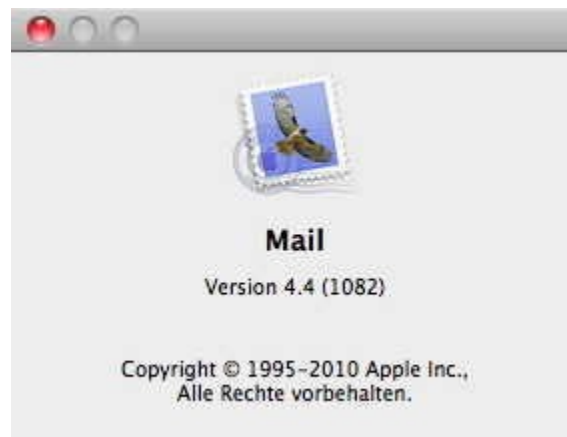 Mail
Version 4.4 (1082)
Copyright © 1995–2010 Apple Inc.,
Alle Rechte vorbehalten.